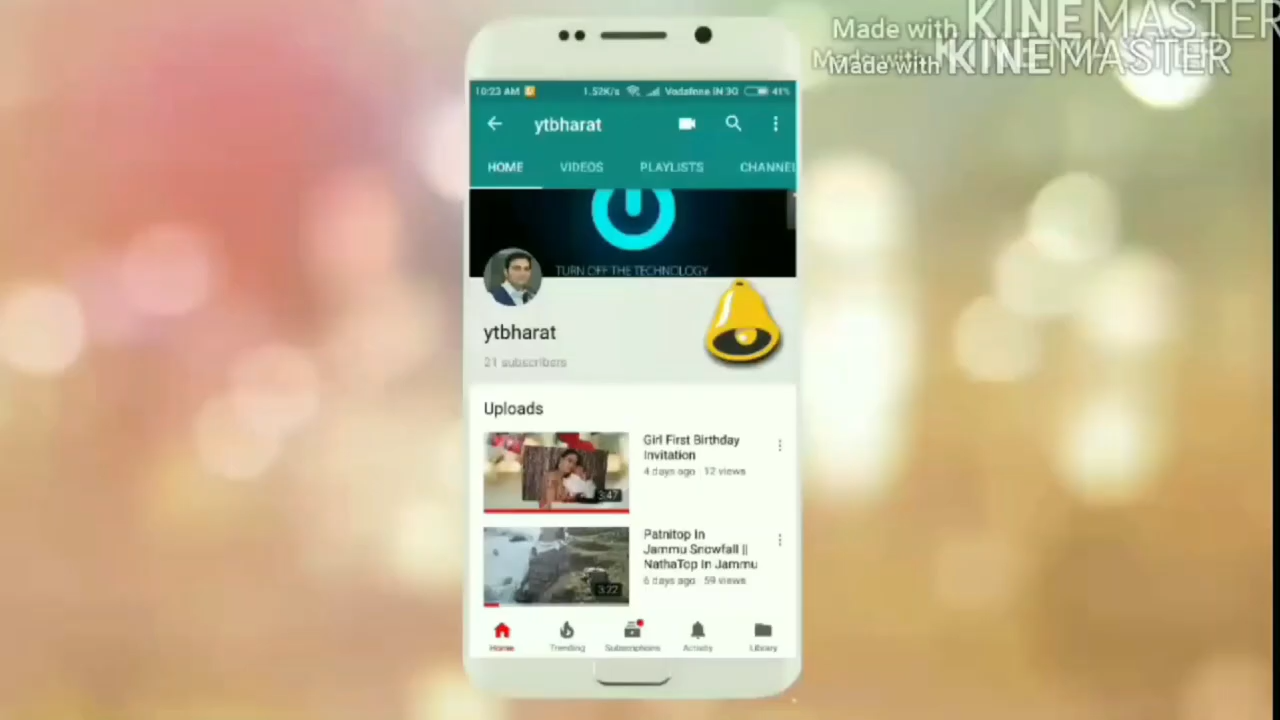 Made with KINEMASTER
Made with KINEMASTER
10:23 AM 1.52K/s Vodafone IN 3G 41%
ytbharat
HOME VIDEOS PLAYLISTS CHANNEL
TURN OFF THE TECHNOLOGY
ytbharat
21 subscribers
Uploads
Girl First Birthday
Invitation
4 days ago · 12 views
3:47
Patnitop In
Jammu Snowfall ||
NathaTop In Jammu
6 days ago · 59 views
3:22
Home Trending Subscriptions Activity Library